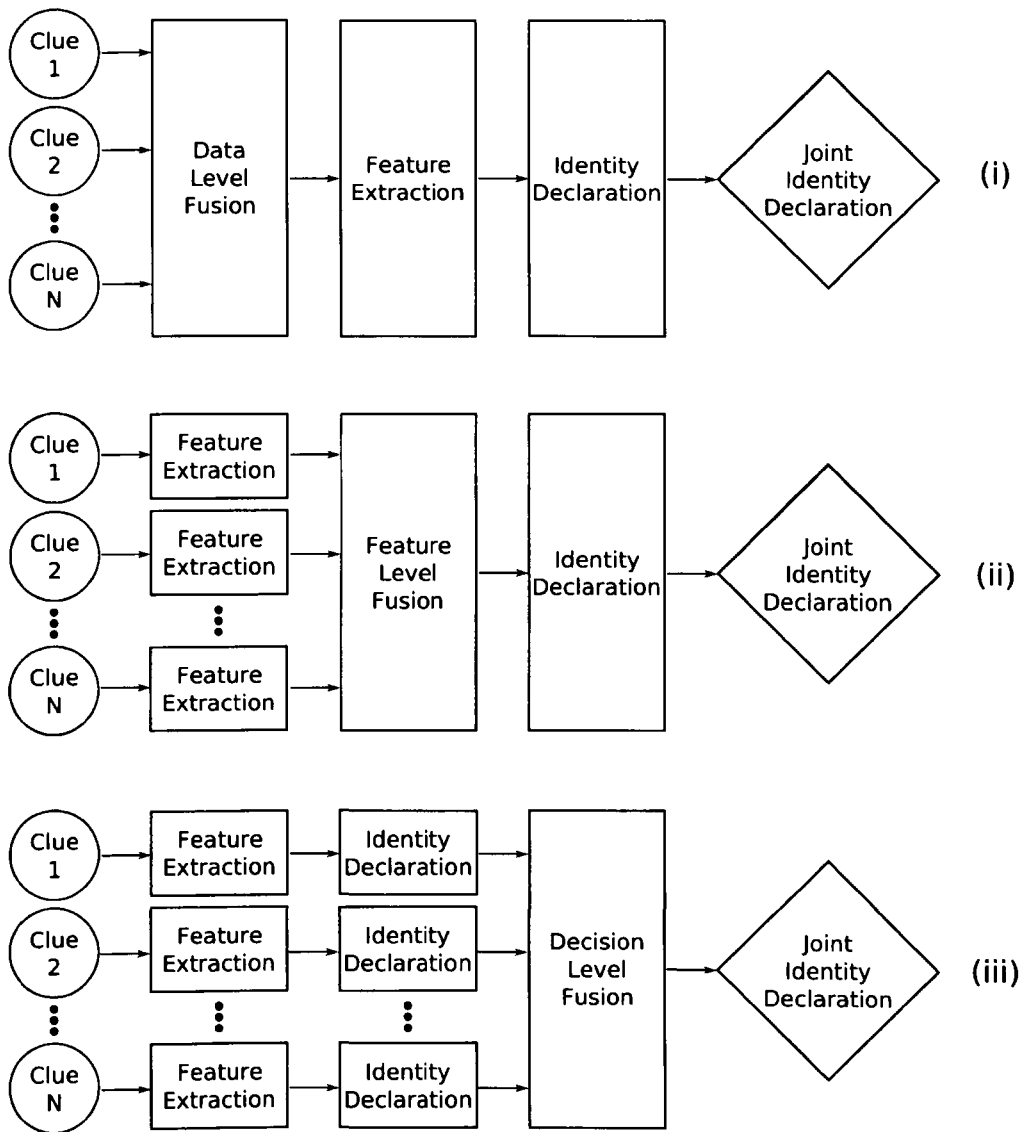 Clue
1
Clue
2
Clue
N
Data
Level
Fusion
Feature
Extraction
Identity
Declaration
Joint
Identity
Declaration
(i)
Clue
1
Clue
2
Clue
N
Feature
Extraction
Feature
Extraction
Feature
Extraction
Feature
Level
Fusion
Identity
Declaration
Joint
Identity
Declaration
(ii)
Clue
1
Clue
2
Clue
N
Feature
Extraction
Feature
Extraction
Feature
Extraction
Identity
Declaration
Identity
Declaration
Identity
Declaration
Decision
Level
Fusion
Joint
Identity
Declaration
(iii)